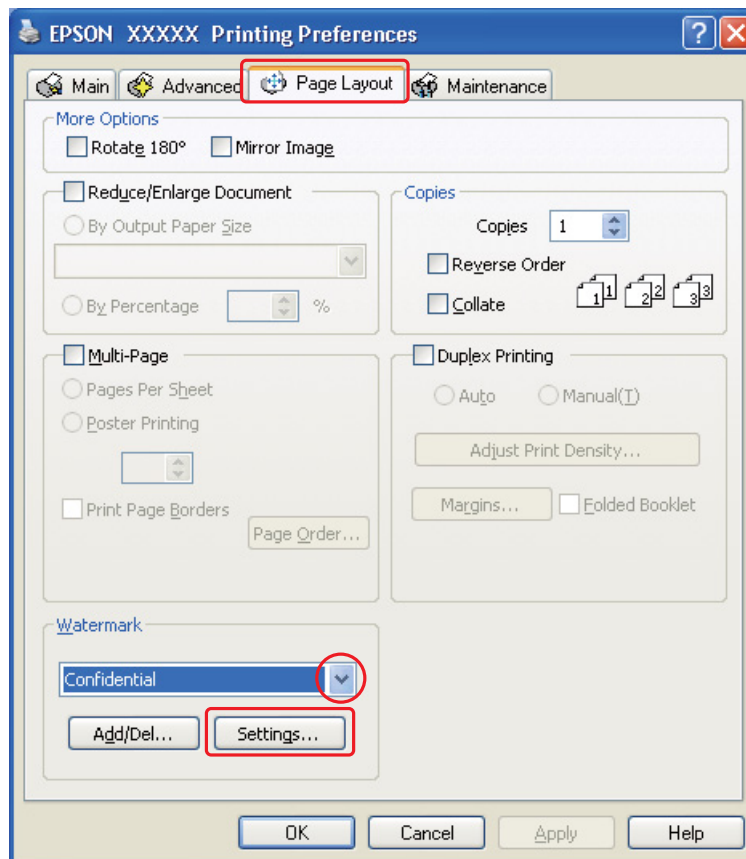 EPSON XXXXX Printing Preferences
Main
Advanced
Page Layout
Maintenance
More Options
Rotate 180°
Mirror Image
Reduce/Enlarge Document
By Output Paper Size
By Percentage
%
Copies
Copies 1
Reverse Order
Collate
1 1 2 2 3 3
Multi-Page
Pages Per Sheet
Poster Printing
Print Page Borders
Page Order...
Duplex Printing
Auto
Manual(T)
Adjust Print Density...
Margins...
Folded Booklet
Watermark
Confidential
Add/Del...
Settings...
OK
Cancel
Apply
Help